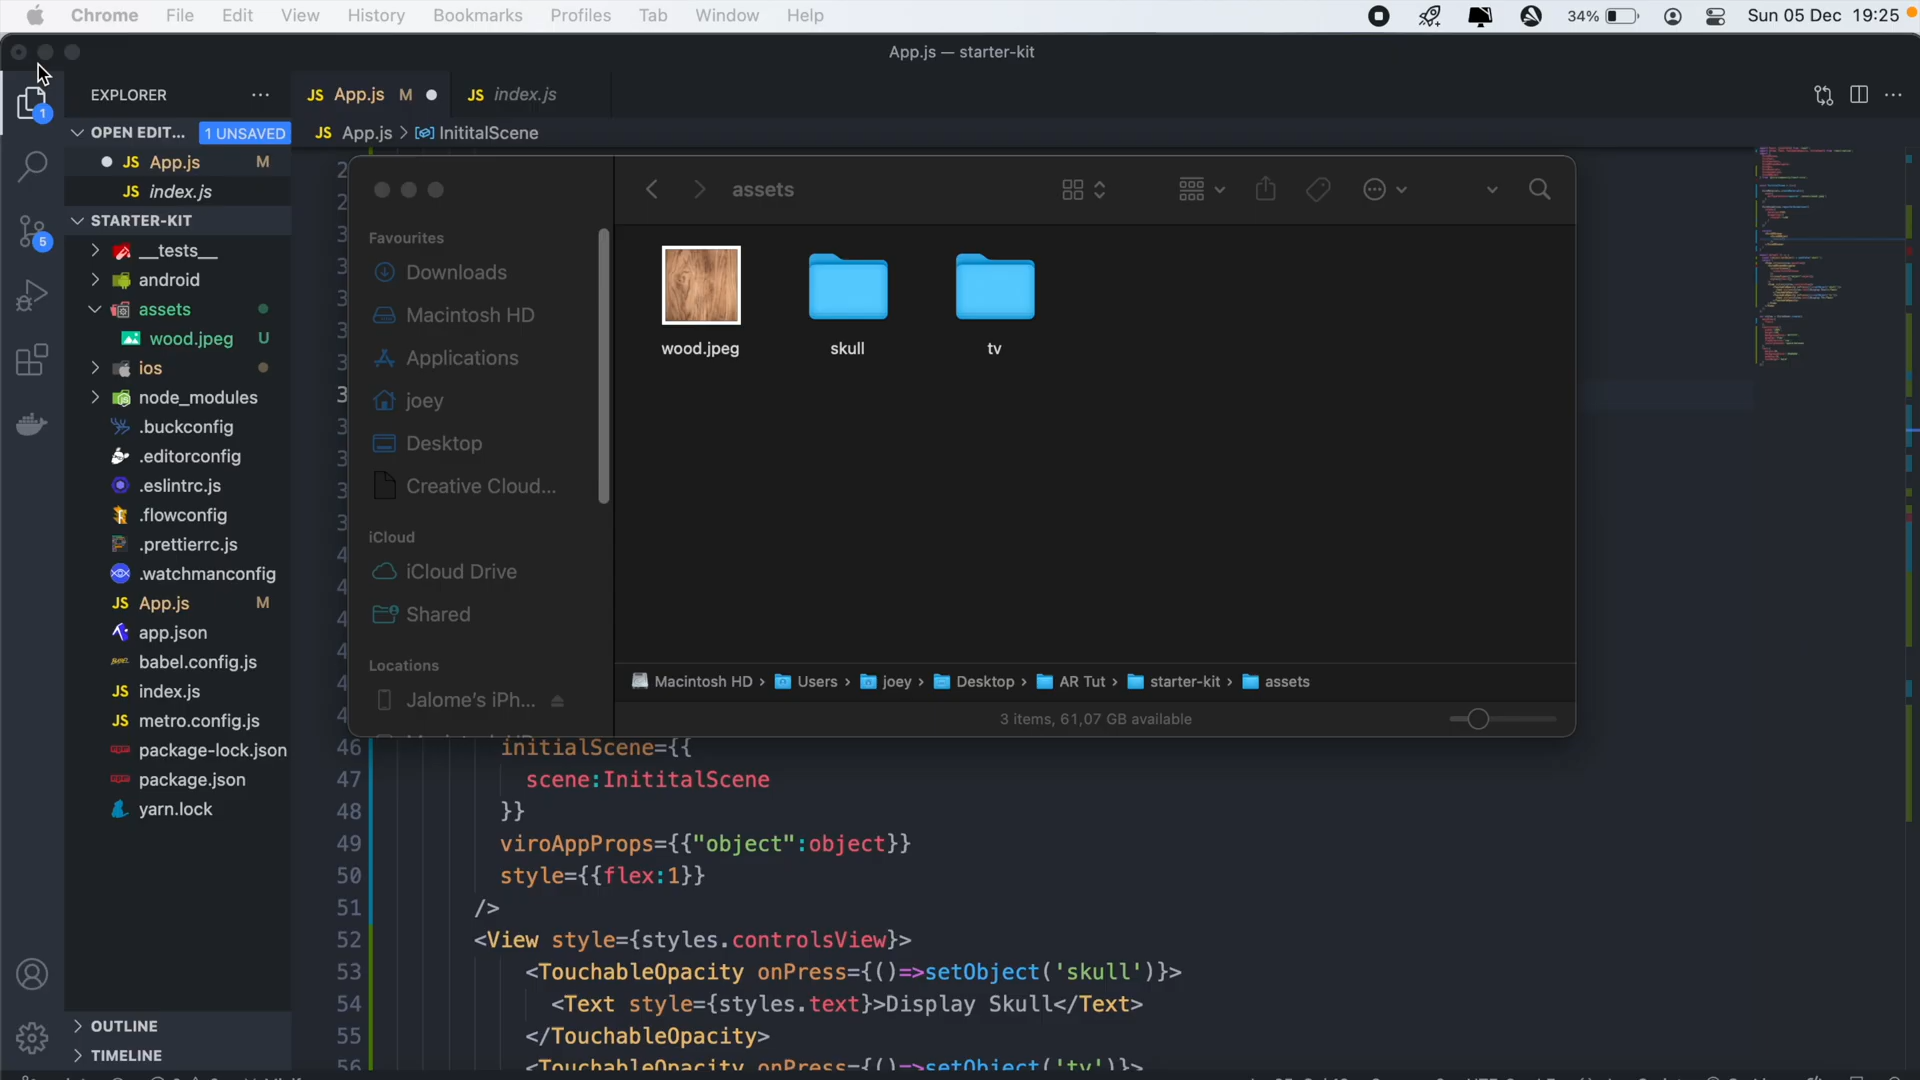 Chrome File Edit View History Bookmarks Profiles Tab Window Help 34% Sun 05 Dec 19:25
App.js — starter-kit
EXPLORER
JS App.js M
JS index.js
OPEN EDIT... 1 UNSAVED
JS App.js > InititalScene
JS App.js M
JS index.js
STARTER-KIT
__tests__
android
assets
wood.jpeg U
ios
node_modules
.buckconfig
.editorconfig
.eslintrc.js
.flowconfig
.prettierrc.js
.watchmanconfig
JS App.js M
app.json
babel.config.js
JS index.js
JS metro.config.js
package-lock.json
package.json
yarn.lock
OUTLINE
TIMELINE
1
5
assets
Favourites
Downloads
Macintosh HD
Applications
joey
Desktop
Creative Cloud...
iCloud
iCloud Drive
Shared
Locations
Jalome's iPh...
wood.jpeg
skull
tv
Macintosh HD > Users > joey > Desktop > AR Tut > starter-kit > assets
3 items, 61,07 GB available
46 initialScene={{
47 scene:InititalScene
48 }}
49 viroAppProps={{"object":object}}
50 style={{flex:1}}
51 />
52 <View style={styles.controlsView}>
53 <TouchableOpacity onPress={()=>setObject('skull')}>
54 <Text style={styles.text}>Display Skull</Text>
55 </TouchableOpacity>
56 <TouchableOpacity onPress={()=>setObject('tv')}>